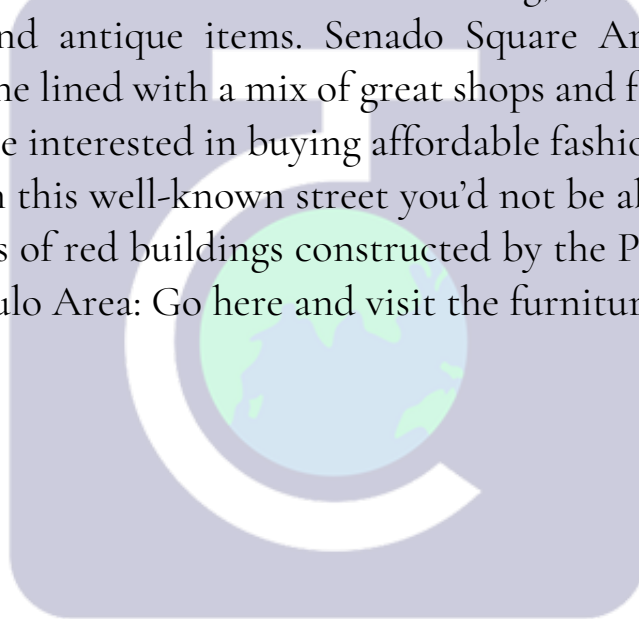 nd antique items. Senado Square Ar
ne lined with a mix of great shops and f
e interested in buying affordable fashio
this well-known street you'd not be al
s of red buildings constructed by the P
ulo Area: Go here and visit the furnitur